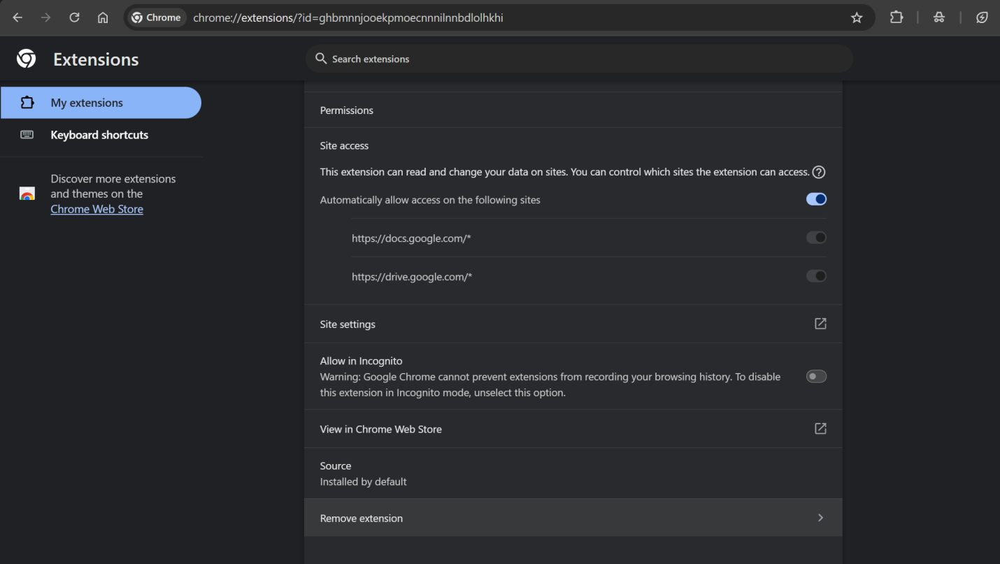 Chrome
chrome://extensions/?id=ghbmnnjooekpmoecnnnilnnbdlolhkhi
Extensions
Search extensions
My extensions
Keyboard shortcuts
Discover more extensions
and themes on the
Chrome Web Store
Permissions
Site access
This extension can read and change your data on sites. You can control which sites the extension can access.
Automatically allow access on the following sites
https://docs.google.com/*
https://drive.google.com/*
Site settings
Allow in Incognito
Warning: Google Chrome cannot prevent extensions from recording your browsing history. To disable
this extension in Incognito mode, unselect this option.
View in Chrome Web Store
Source
Installed by default
Remove extension